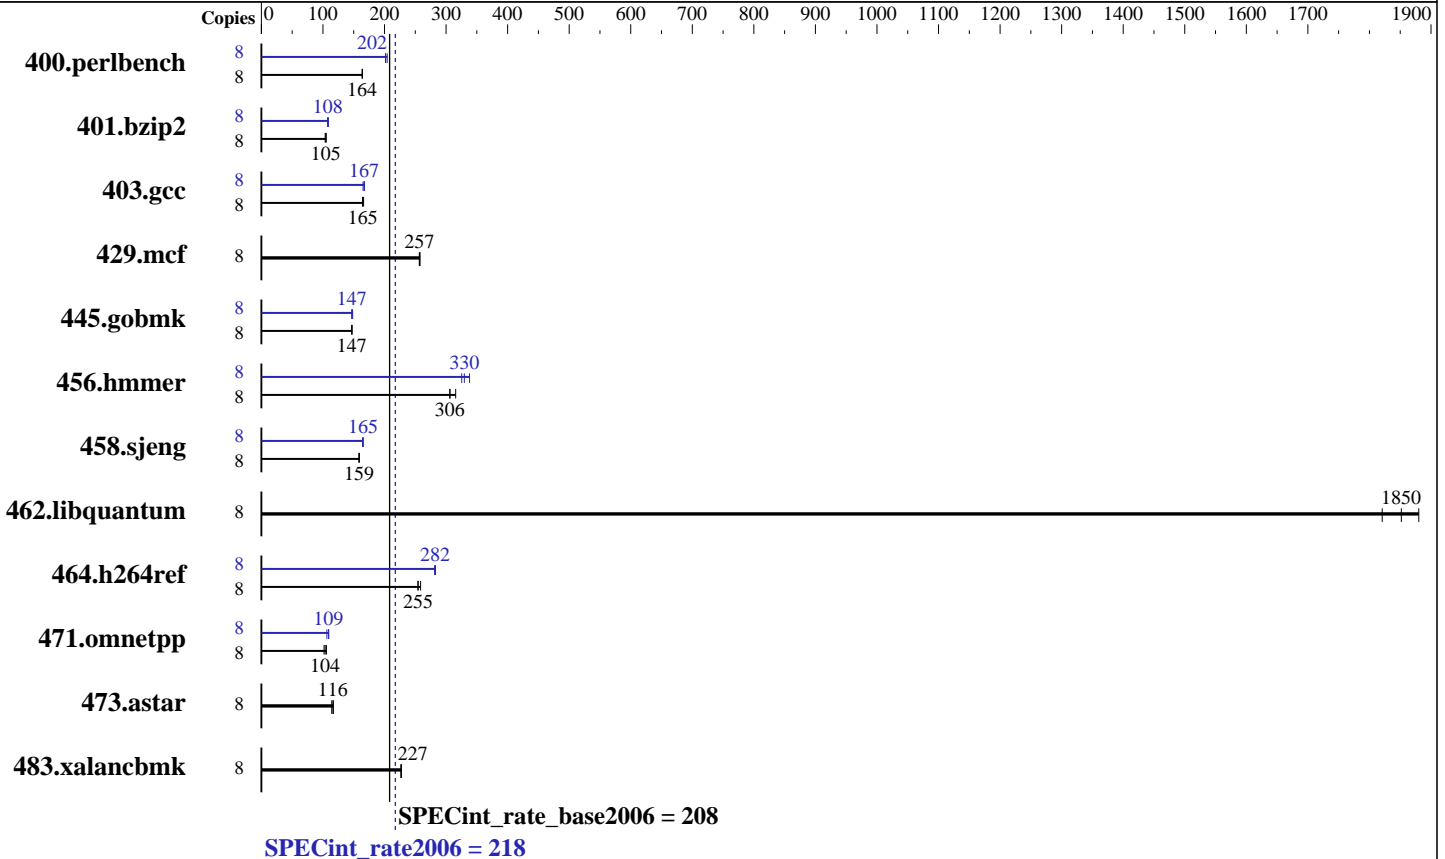 Copies 0 100 200 300 400 500 600 700 800 900 1000 1100 1200 1300 1400 1500 1600 1700 1900
400.perlbench 8 202
8 164
401.bzip2 8 108
8 105
403.gcc 8 167
8 165
429.mcf 8 257
445.gobmk 8 147
8 147
456.hmmer 8 330
8 306
458.sjeng 8 165
8 159
462.libquantum 8 1850
464.h264ref 8 282
8 255
471.omnetpp 8 109
8 104
473.astar 8 116
483.xalancbmk 8 227
SPECint_rate_base2006 = 208
SPECint_rate2006 = 218